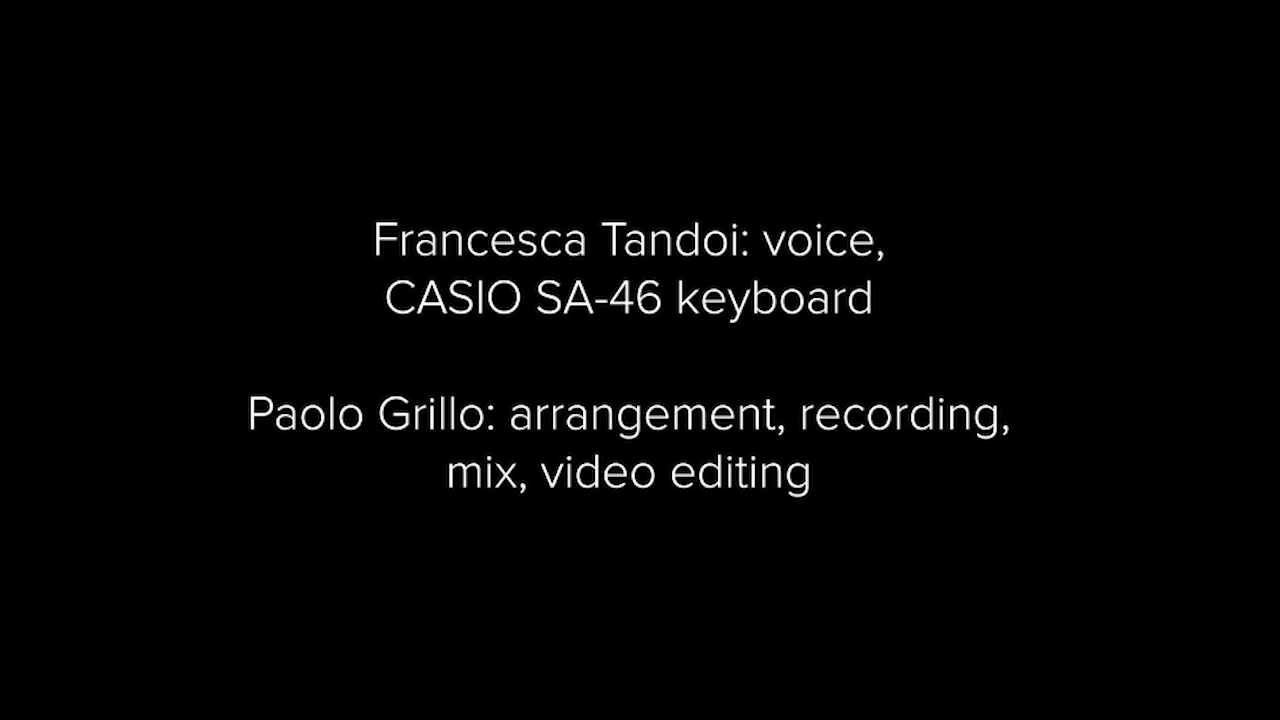 Francesca Tandoi: voice,
CASIO SA-46 keyboard
Paolo Grillo: arrangement, recording,
mix, video editing